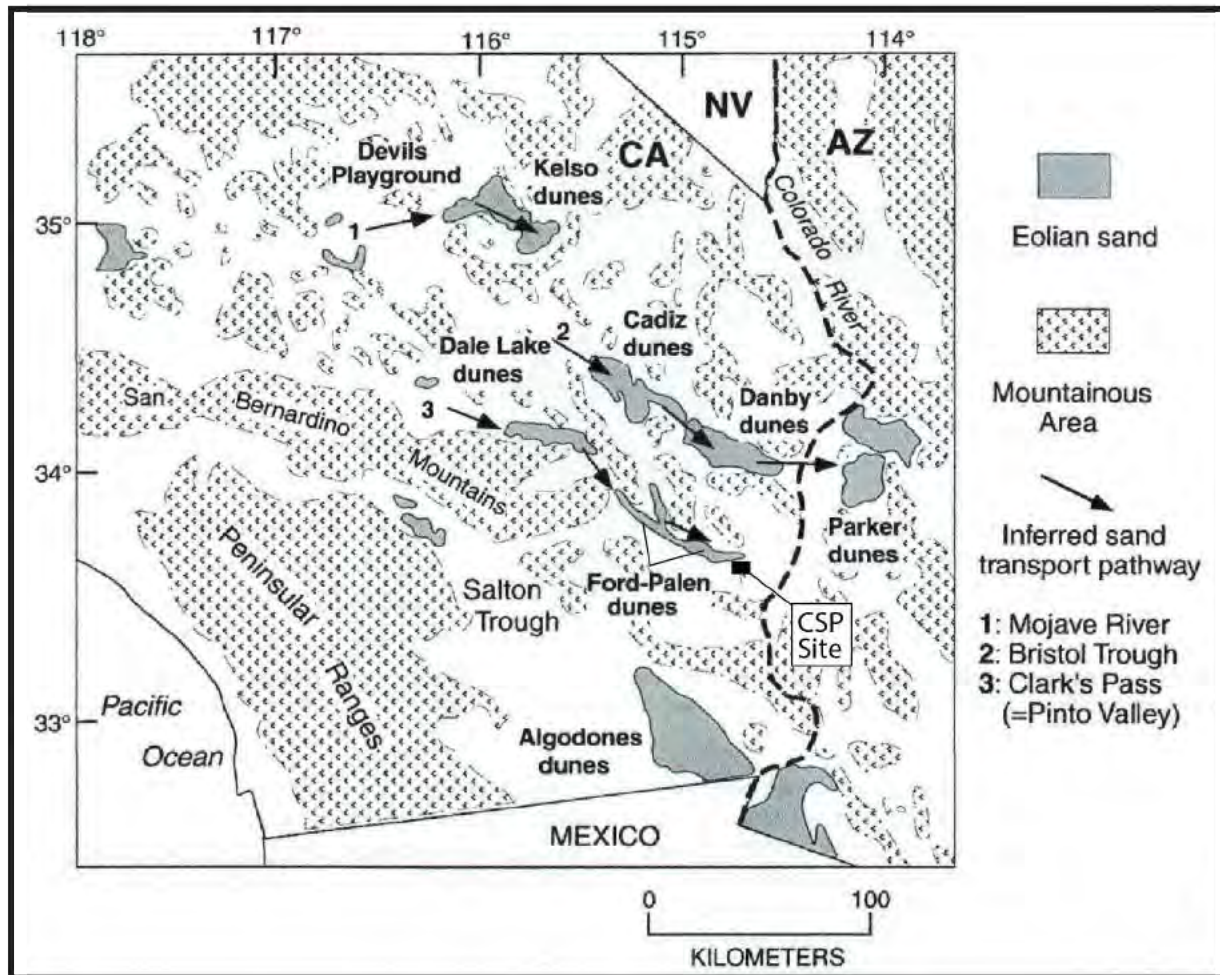 118°
117°
116°
115°
114°
35°
34°
33°
NV
CA
AZ
Devils
Playground
Kelso
dunes
1
Colorado
River
2
Cadiz
dunes
Dale Lake
dunes
3
Danby
dunes
San
Bernardino
Mountains
Parker
dunes
Peninsular
Ranges
Salton
Trough
Ford-Palen
dunes
CSP
Site
Pacific
Ocean
Algodones
dunes
MEXICO
0 100
KILOMETERS
Eolian sand
Mountainous
Area
Inferred sand
transport pathway
1: Mojave River
2: Bristol Trough
3: Clark's Pass
(=Pinto Valley)